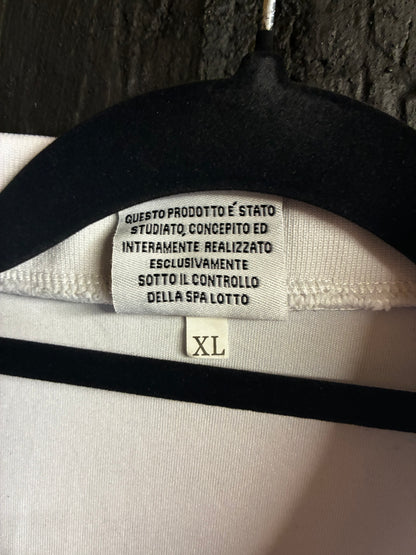 QUESTO PRODOTTO E' STATO
STUDIATO, CONCEPITO ED
INTERAMENTE REALIZZATO
ESCLUSIVAMENTE
SOTTO IL CONTROLLO
DELLA SPA LOTTO
XL